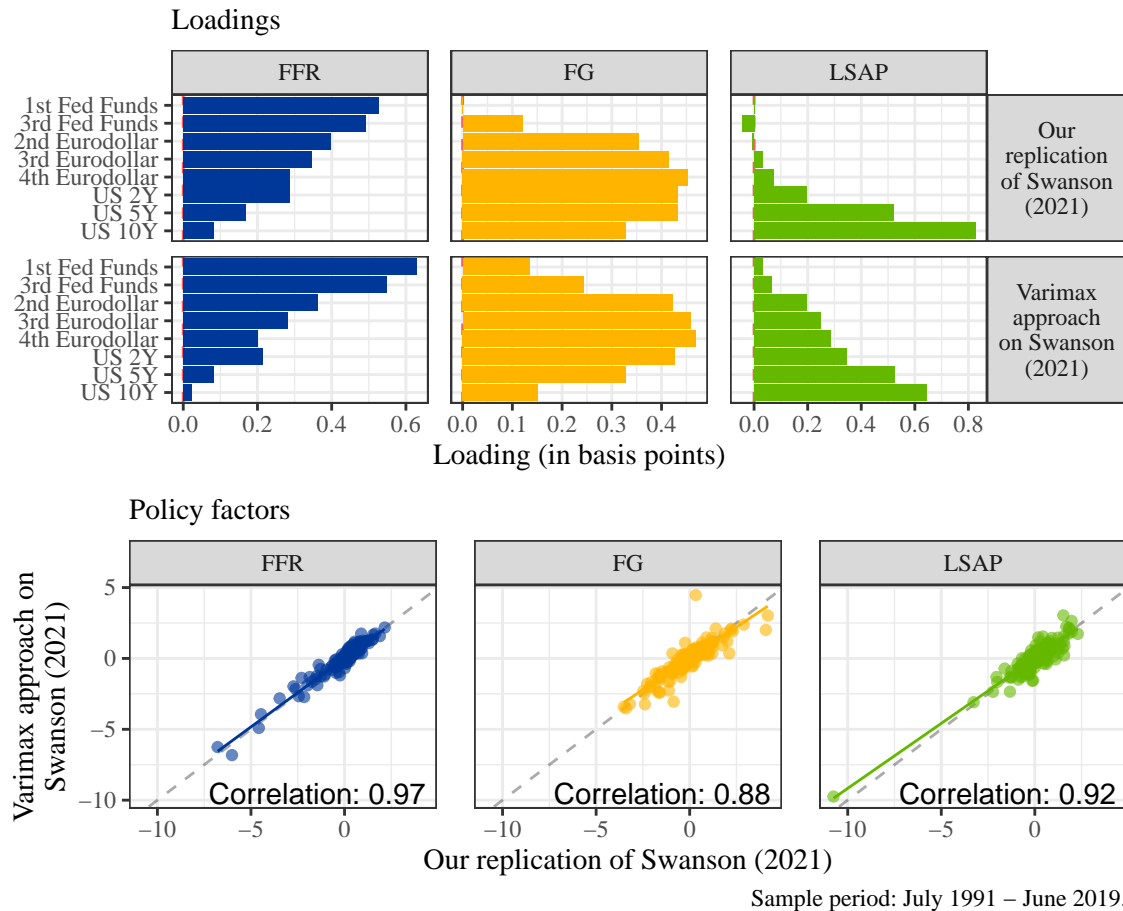 Loadings
FFR
FG
LSAP
1st Fed Funds
3rd Fed Funds
2nd Eurodollar
3rd Eurodollar
4th Eurodollar
US 2Y
US 5Y
US 10Y
Our
replication
of Swanson
(2021)
1st Fed Funds
3rd Fed Funds
2nd Eurodollar
3rd Eurodollar
4th Eurodollar
US 2Y
US 5Y
US 10Y
Varimax
approach
on Swanson
(2021)
0.0 0.2 0.4 0.6
0.0 0.1 0.2 0.3 0.4
0.0 0.2 0.4 0.6 0.8
Loading (in basis points)
Policy factors
FFR
FG
LSAP
Varimax approach on
Swanson (2021)
5
0
−5
−10
Correlation: 0.97
Correlation: 0.88
Correlation: 0.92
−10 −5 0
−10 −5 0
−10 −5 0
Our replication of Swanson (2021)
Sample period: July 1991 – June 2019.